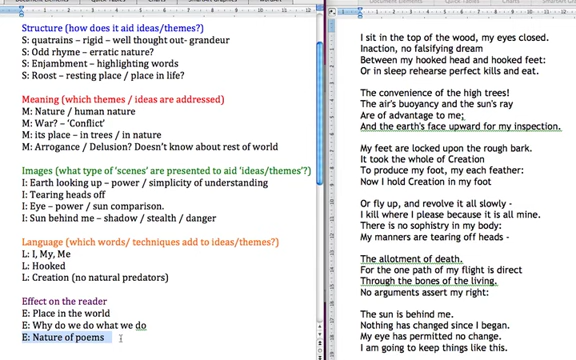 Structure (how does it aid ideas/themes?)
S: quatrains – rigid – well thought out- grandeur
S: Odd rhyme – erratic nature?
S: Enjambment – highlighting words
S: Roost – resting place / place in life?
Meaning (which themes / ideas are addressed)
M: Nature / human nature
M: War? – 'Conflict'
M: its place – in trees / in nature
M: Arrogance / Delusion? Doesn't know about rest of world
Images (what type of 'scenes' are presented to aid 'ideas/themes'?)
I: Earth looking up – power / simplicity of understanding
I: Tearing heads off
I: Eye – power / sun comparison.
I: Sun behind me – shadow / stealth / danger
Language (which words/ techniques add to ideas/themes?)
L: I, My, Me
L: Hooked
L: Creation (no natural predators)
Effect on the reader
E: Place in the world
E: Why do we do what we do
E: Nature of poems
I sit in the top of the wood, my eyes closed.
Inaction, no falsifying dream
Between my hooked head and hooked feet:
Or in sleep rehearse perfect kills and eat.
The convenience of the high trees!
The air's buoyancy and the sun's ray
Are of advantage to me;
And the earth's face upward for my inspection.
My feet are locked upon the rough bark.
It took the whole of Creation
To produce my foot, my each feather:
Now I hold Creation in my foot
Or fly up, and revolve it all slowly -
I kill where I please because it is all mine.
There is no sophistry in my body:
My manners are tearing off heads -
The allotment of death.
For the one path of my flight is direct
Through the bones of the living.
No arguments assert my right:
The sun is behind me.
Nothing has changed since I began.
My eye has permitted no change.
I am going to keep things like this.